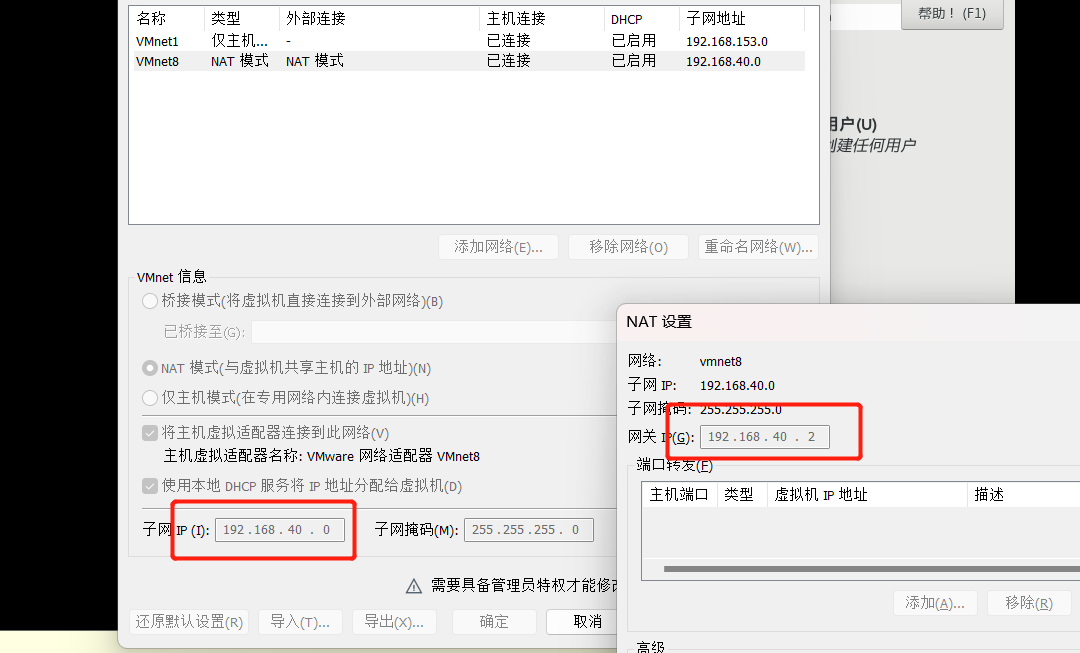 名称 类型 外部连接 主机连接 DHCP 子网地址
VMnet1 仅主机... - 已连接 已启用 192.168.153.0
VMnet8 NAT 模式 NAT 模式 已连接 已启用 192.168.40.0
帮助！(F1)
用户(U)
创建任何用户
添加网络(E)... 移除网络(O) 重命名网络(W)...
VMnet 信息
桥接模式(将虚拟机直接连接到外部网络)(B)
已桥接至(G):
NAT 模式(与虚拟机共享主机的 IP 地址)(N)
仅主机模式(在专用网络内连接虚拟机)(H)
将主机虚拟适配器连接到此网络(V)
主机虚拟适配器名称: VMware 网络适配器 VMnet8
使用本地 DHCP 服务将 IP 地址分配给虚拟机(D)
子网 IP (I): 192 . 168 . 40 . 0 子网掩码(M): 255 . 255 . 255 . 0
需要具备管理员特权才能修改
还原默认设置(R) 导入(T)... 导出(X)... 确定 取消
NAT 设置
网络: vmnet8
子网 IP: 192.168.40.0
子网掩码: 255.255.255.0
网关 IP(G): 192 . 168 . 40 . 2
端口转发(F)
主机端口 类型 虚拟机 IP 地址 描述
添加(A)... 移除(R)
高级